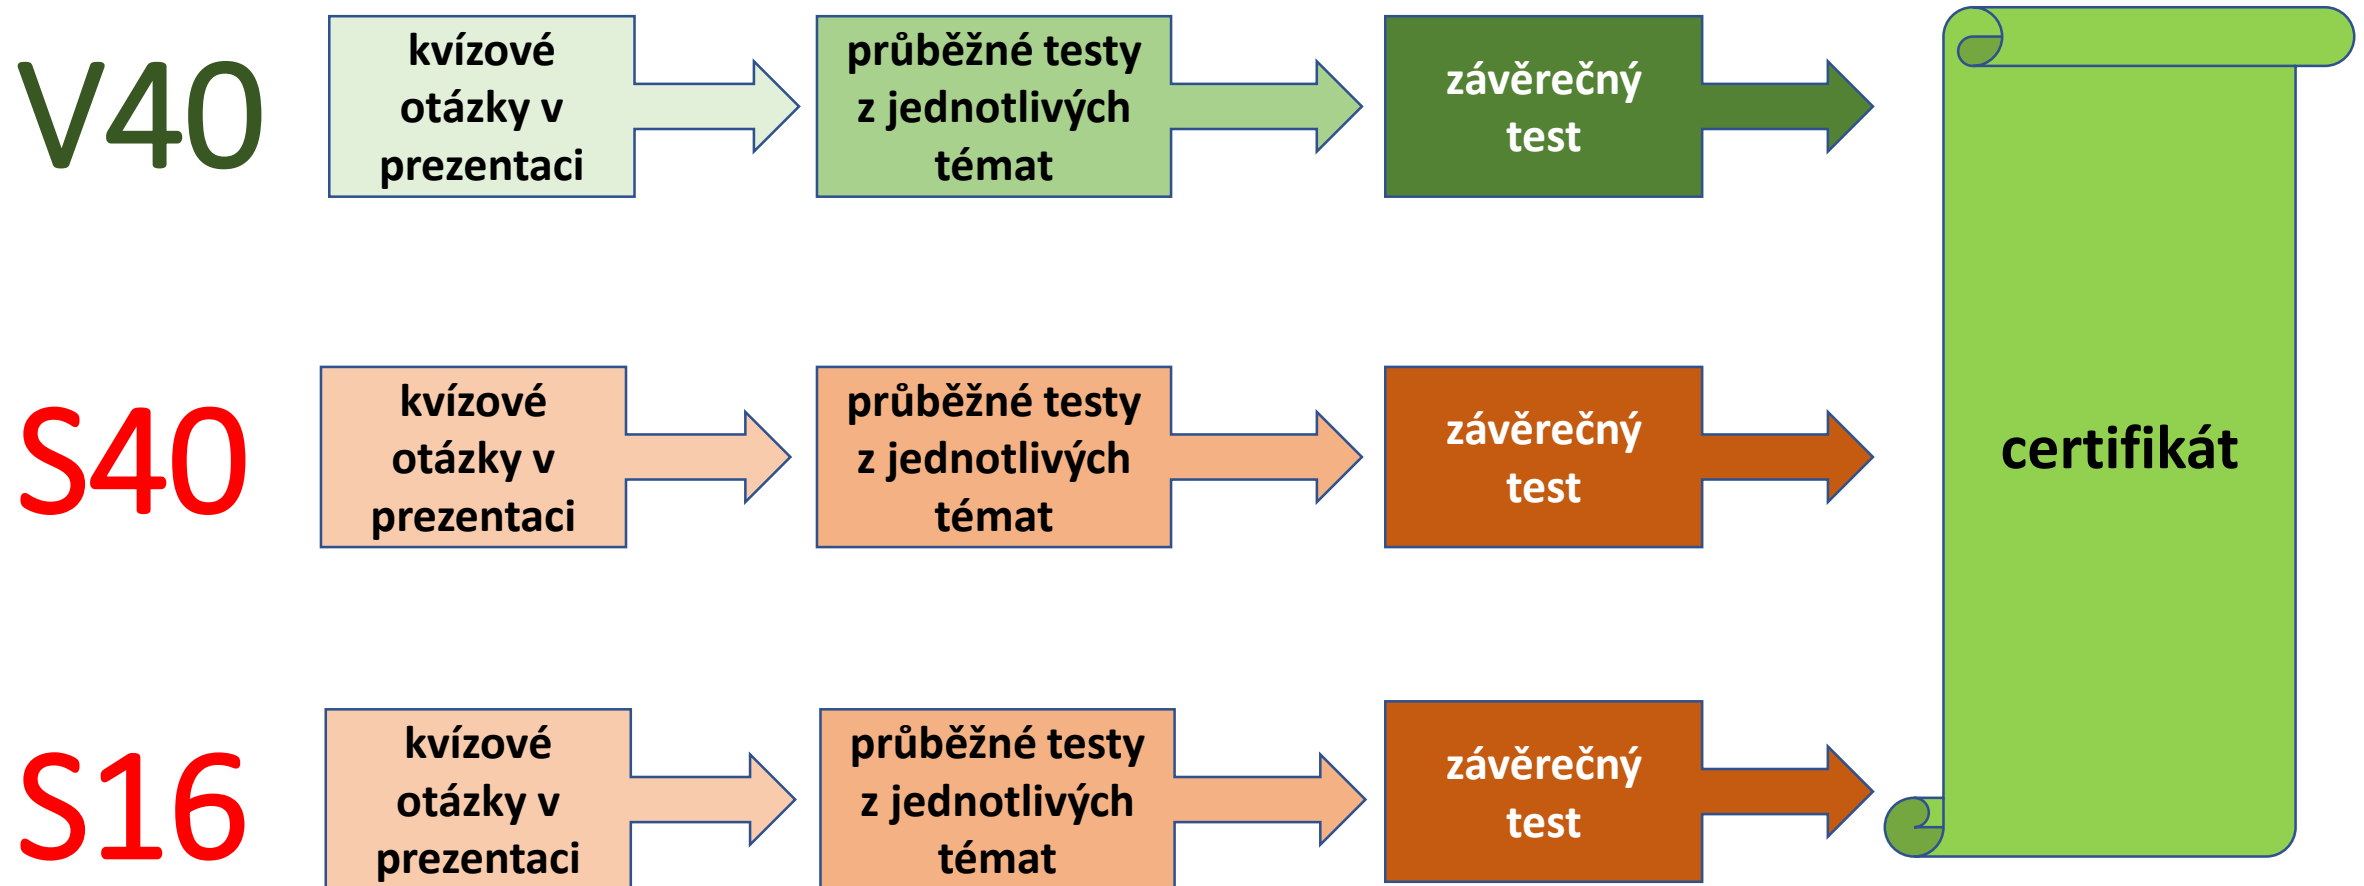 V40
kvízové
otázky v
prezentaci
průběžné testy
z jednotlivých
témat
závěrečný
test
S40
kvízové
otázky v
prezentaci
průběžné testy
z jednotlivých
témat
závěrečný
test
certifikát
S16
kvízové
otázky v
prezentaci
průběžné testy
z jednotlivých
témat
závěrečný
test